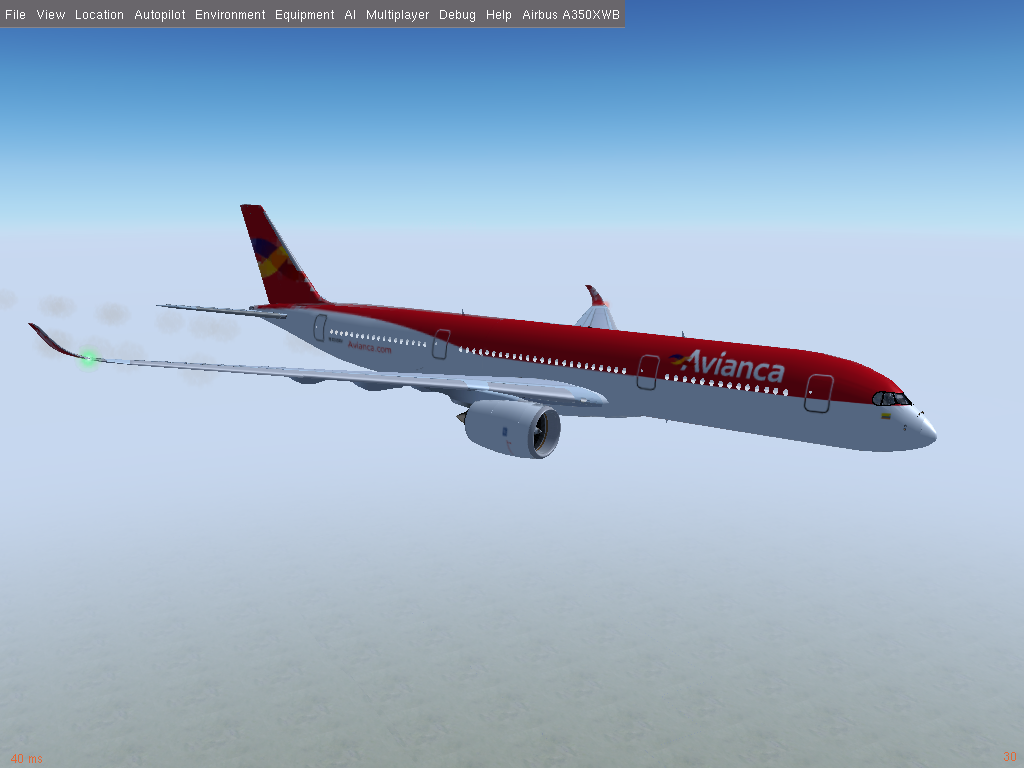 File View Location Autopilot Environment Equipment AI Multiplayer Debug Help Airbus A350XWB
Avianca
Avianca.com
40 ms
30